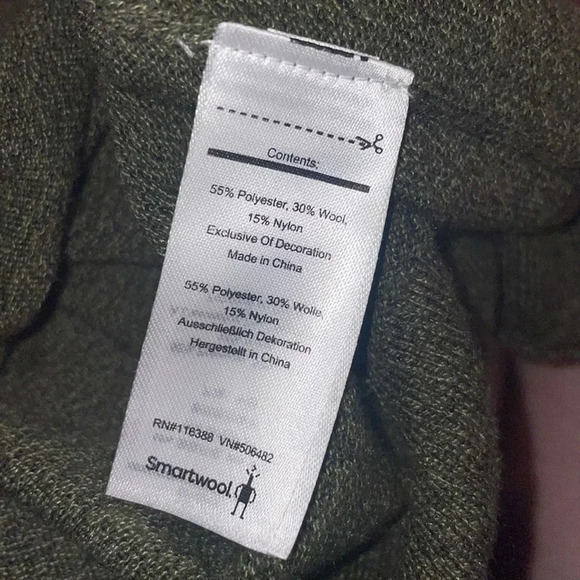 Contents:
55% Polyester, 30% Wool,
15% Nylon
Exclusive Of Decoration
Made in China
55% Polyester, 30% Wolle,
15% Nylon
Ausschließlich Dekoration
Hergestellt in China
RN#116388 VN#506482
Smartwool